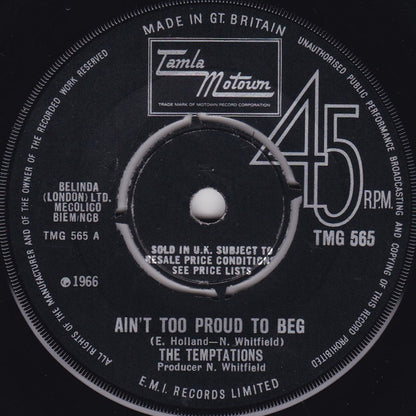 MADE IN GT. BRITAIN
UNAUTHORISED PUBLIC PERFORMANCE BROADCASTING AND COPYING OF THIS RECORD PROHIBITED
ALL RIGHTS OF THE MANUFACTURER AND OF THE OWNER OF THE RECORDED WORK RESERVED
Tamla
Motown
TRADE MARK OF MOTOWN RECORD CORPORATION
45
R.P.M.
TMG 565
BELINDA
(LONDON) LTD.
MECOLICO
BIEM/NCB
TMG 565 A
SOLD IN U.K. SUBJECT TO
RESALE PRICE CONDITIONS
SEE PRICE LISTS
℗ 1966
AIN'T TOO PROUD TO BEG
(E. Holland—N. Whitfield)
THE TEMPTATIONS
Producer N. Whitfield
E.M.I. RECORDS LIMITED